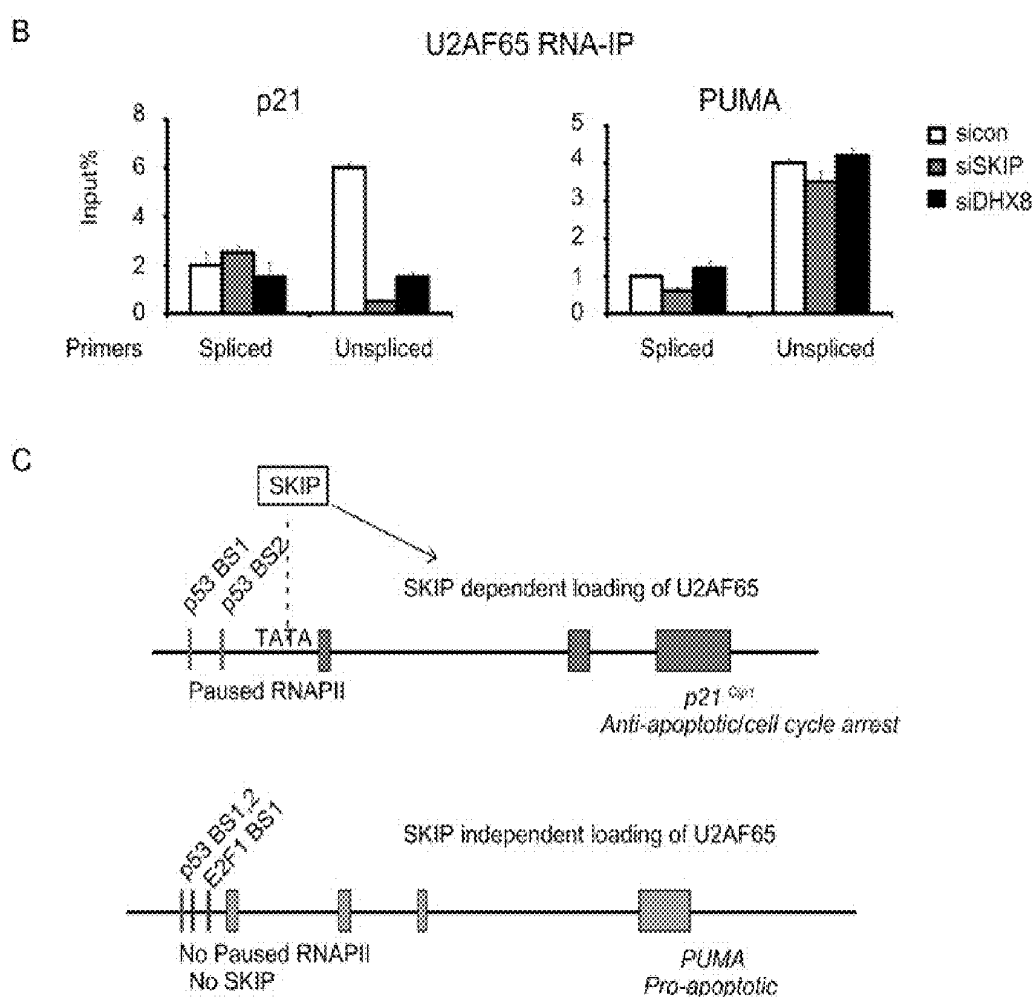 B
U2AF65 RNA-IP
p21
PUMA
Input%
8
6
4
2
0
5
4
3
2
1
0
sicon
siSKIP
siDHX8
Primers Spliced Unspliced
Spliced Unspliced
C
SKIP
p53 BS1
p53 BS2
SKIP dependent loading of U2AF65
TATA
Paused RNAPII
p21 Cip1
Anti-apoptotic/cell cycle arrest
p53 BS1,2
E2F1 BS1
SKIP independent loading of U2AF65
No Paused RNAPII
No SKIP
PUMA
Pro-apoptotic